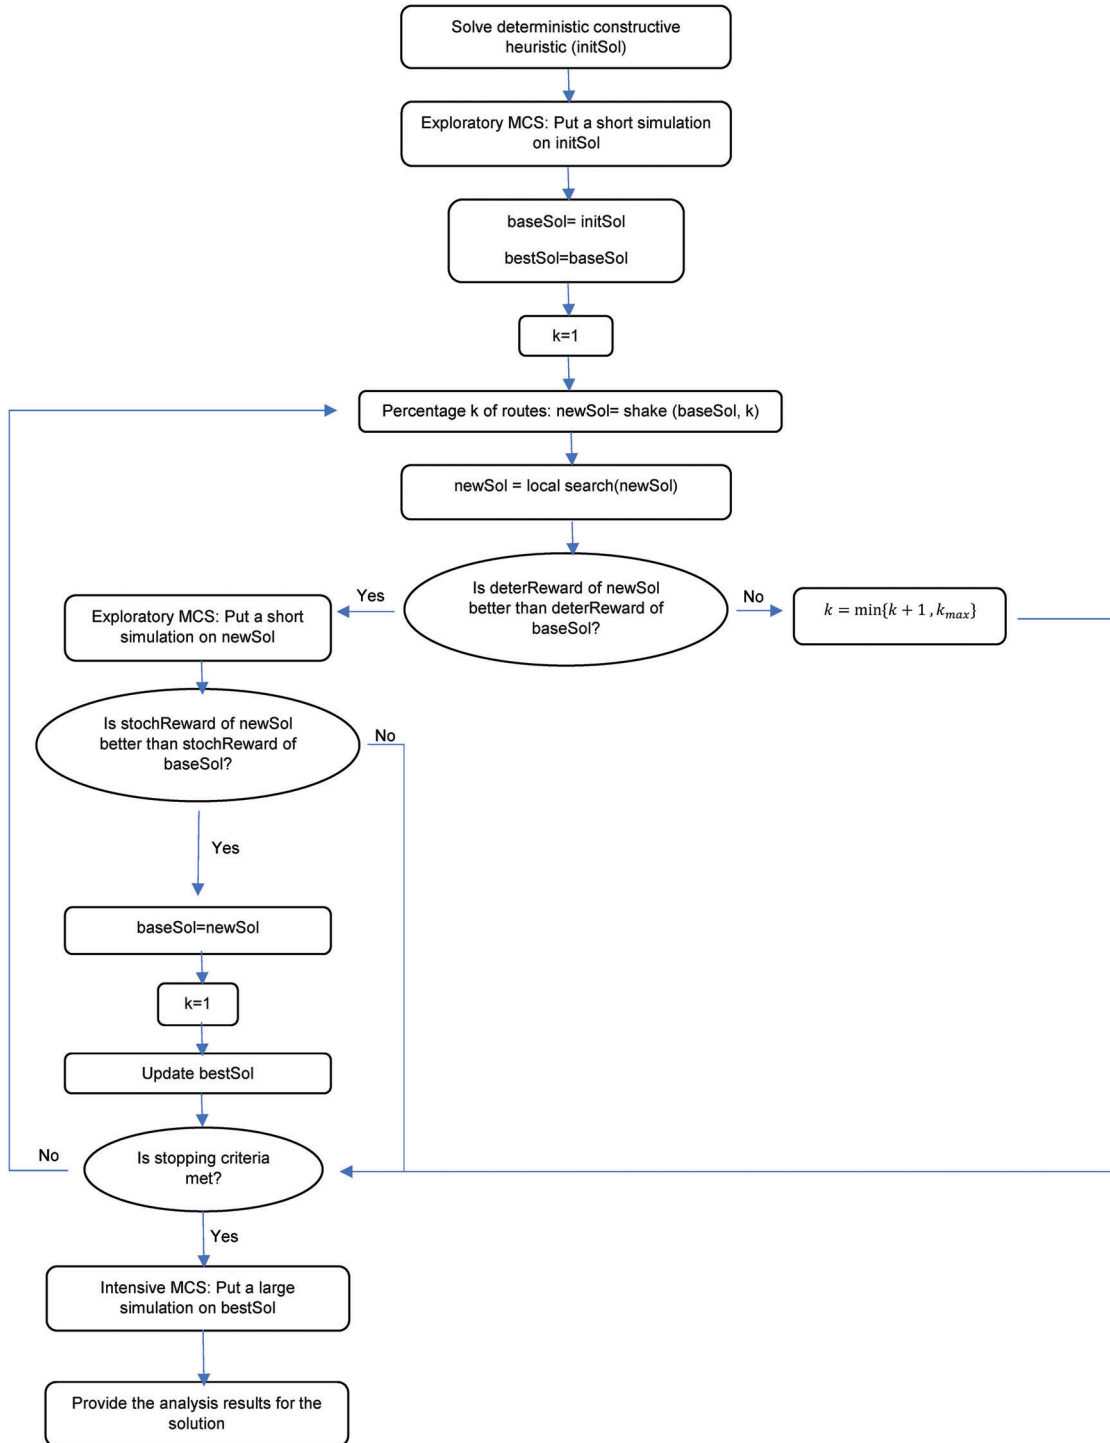 Solve deterministic constructive
heuristic (initSol)
Exploratory MCS: Put a short simulation
on initSol
baseSol= initSol
bestSol=baseSol
k=1
Percentage k of routes: newSol= shake (baseSol, k)
newSol = local search(newSol)
Is deterReward of newSol
better than deterReward of
baseSol?
Yes
No
k = min{k + 1 , k_{max}}
Exploratory MCS: Put a short
simulation on newSol
Is stochReward of newSol
better than stochReward of
baseSol?
No
Yes
baseSol=newSol
k=1
Update bestSol
No
Is stopping criteria
met?
Yes
Intensive MCS: Put a large
simulation on bestSol
Provide the analysis results for the
solution